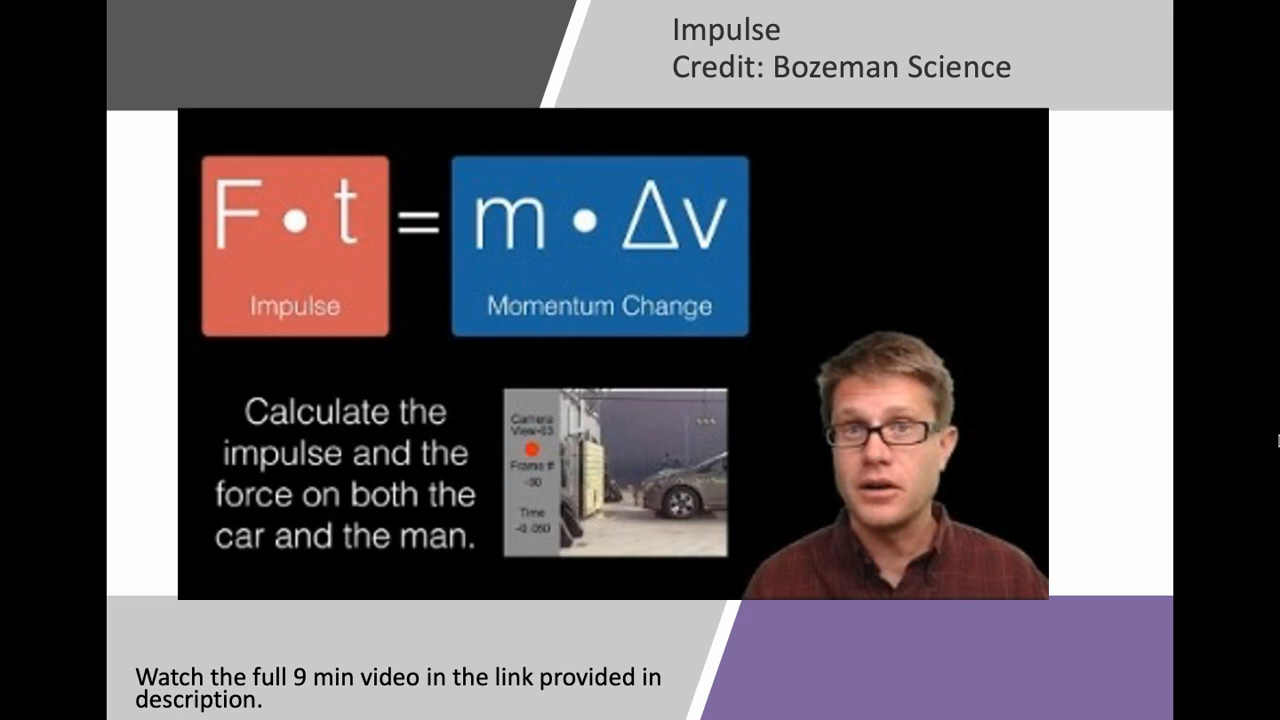 Impulse
Credit: Bozeman Science
F • t = m • Δv
Impulse
Momentum Change
Calculate the
impulse and the
force on both the
car and the man.
Camera
View-03
Frame #
-30
Time
-0.050
Watch the full 9 min video in the link provided in
description.